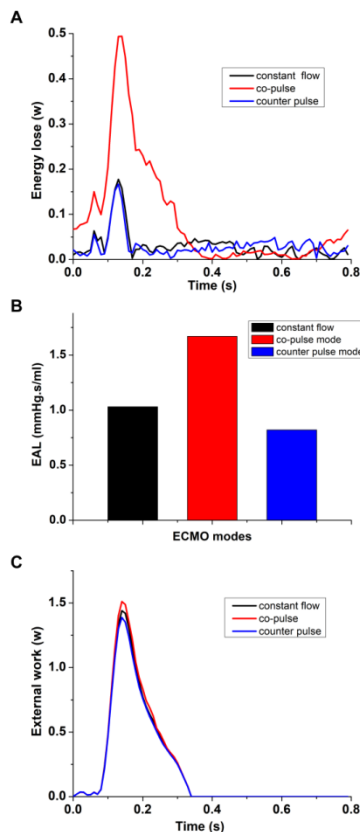 A
0.5
0.4
0.3
0.2
0.1
0.0
Energy lose (w)
constant flow
co-pulse
counter pulse
0.0 0.2 0.4 0.6 0.8
Time (s)
B
1.5
1.0
0.5
0.0
EAL (mmHg.s/ml)
constant flow
co-pulse mode
counter pulse mode
ECMO modes
C
1.5
1.0
0.5
0.0
External work (w)
constant flow
co-pulse
counter pulse
0.0 0.2 0.4 0.6 0.8
Time (s)